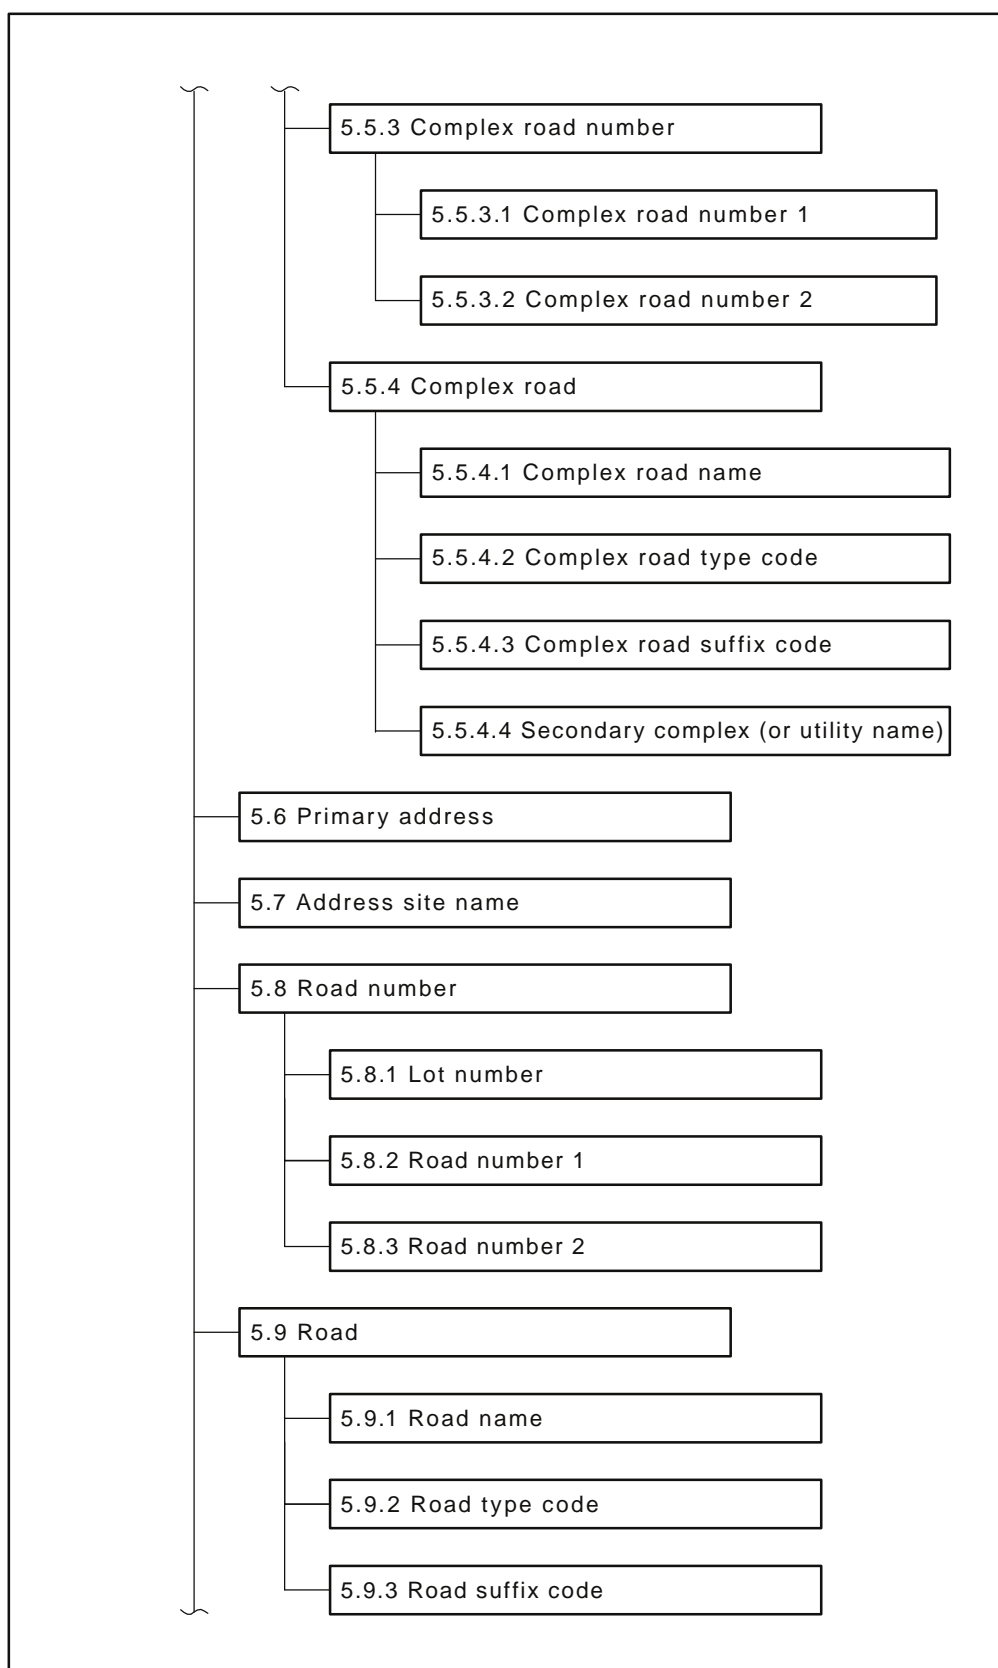 5.5.3 Complex road number
5.5.3.1 Complex road number 1
5.5.3.2 Complex road number 2
5.5.4 Complex road
5.5.4.1 Complex road name
5.5.4.2 Complex road type code
5.5.4.3 Complex road suffix code
5.5.4.4 Secondary complex (or utility name)
5.6 Primary address
5.7 Address site name
5.8 Road number
5.8.1 Lot number
5.8.2 Road number 1
5.8.3 Road number 2
5.9 Road
5.9.1 Road name
5.9.2 Road type code
5.9.3 Road suffix code